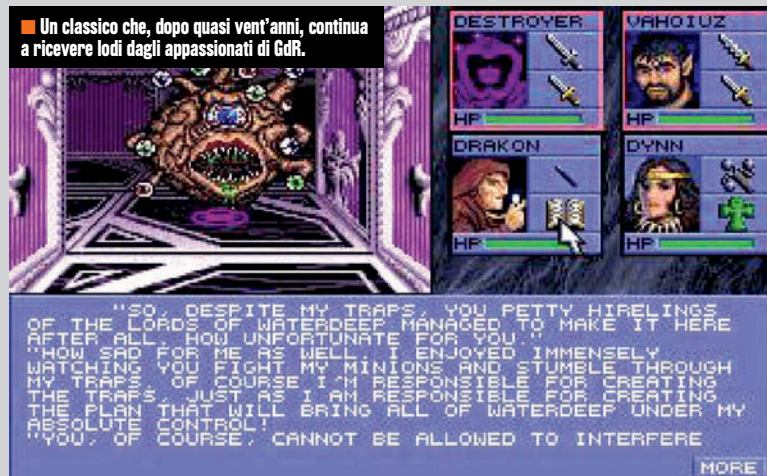 Un classico che, dopo quasi vent'anni, continua
a ricevere lodi dagli appassionati di GdR.
DESTROYER
VAHOIUZ
HP
HP
DRAKON
DYNN
HP
HP
"SO, DESPITE MY TRAPS, YOU PETTY HIRELINGS
OF THE LORDS OF WATERDEEP MANAGED TO MAKE IT HERE
AFTER ALL, HOW UNFORTUNATE FOR YOU."
"HOW SAD FOR ME AS WELL. I ENJOYED IMMENSELY
WATCHING YOU FIGHT MY MINIONS AND STUMBLE THROUGH
MY TRAPS, OF COURSE I'M RESPONSIBLE FOR CREATING
THE TRAPS, JUST AS I AM RESPONSIBLE FOR CREATING
THE PLAN THAT WILL BRING ALL OF WATERDEEP UNDER MY
ABSOLUTE CONTROL!
"YOU, OF COURSE, CANNOT BE ALLOWED TO INTERFERE
MORE